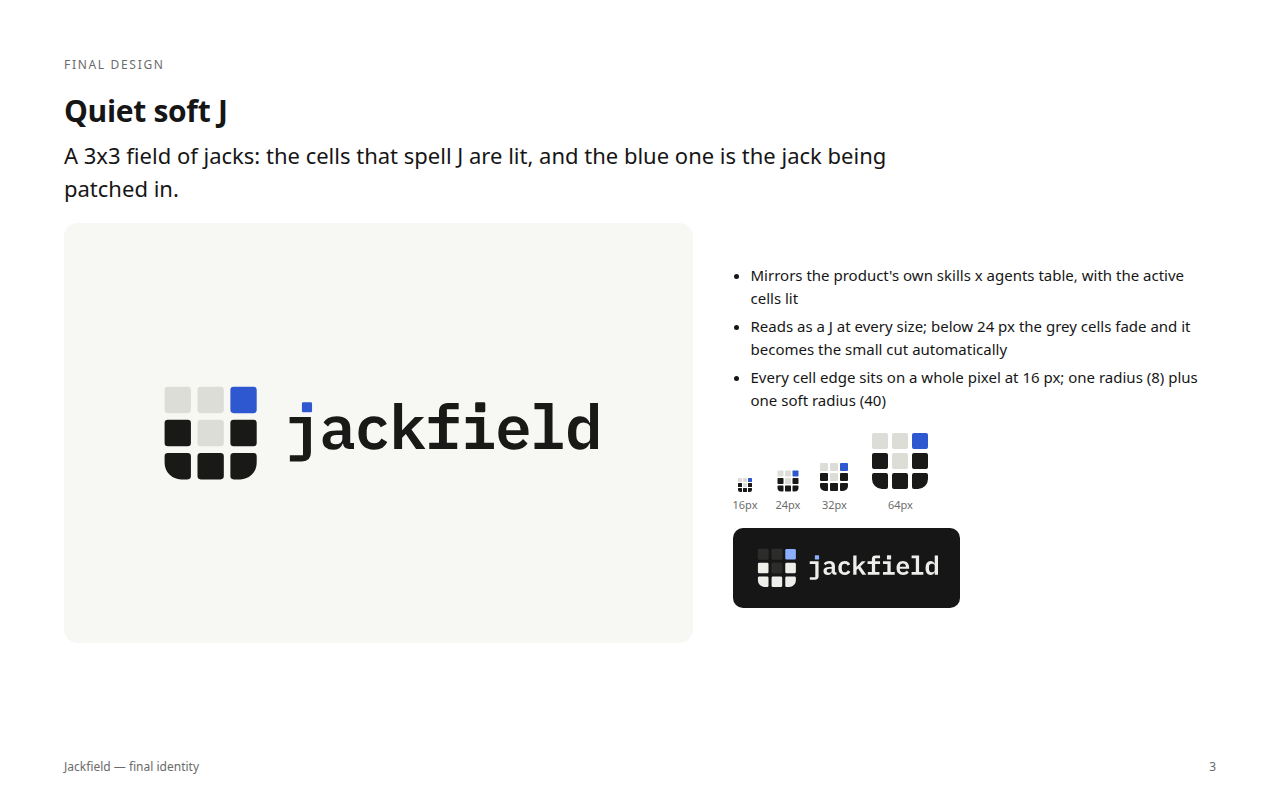 FINAL DESIGN
Quiet soft J
A 3x3 field of jacks: the cells that spell J are lit, and the blue one is the jack being
patched in.
jackfield
• Mirrors the product's own skills x agents table, with the active
cells lit
• Reads as a J at every size; below 24 px the grey cells fade and it
becomes the small cut automatically
• Every cell edge sits on a whole pixel at 16 px; one radius (8) plus
one soft radius (40)
16px 24px 32px 64px
jackfield
Jackfield — final identity
3